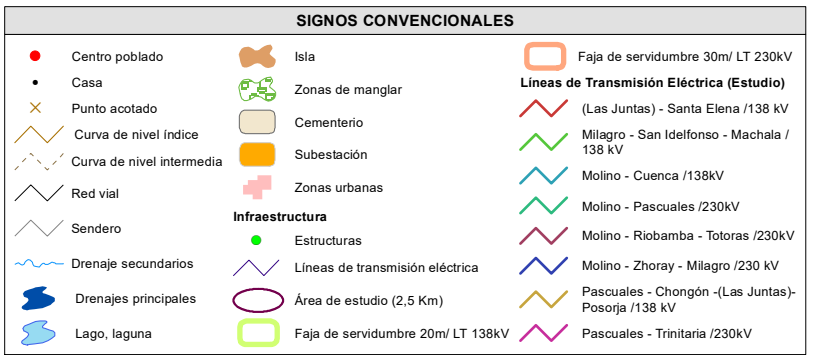 SIGNOS CONVENCIONALES
Centro poblado
Casa
Punto acotado
Curva de nivel índice
Curva de nivel intermedia
Red vial
Sendero
Drenaje secundarios
Drenajes principales
Lago, laguna
Isla
Zonas de manglar
Cementerio
Subestación
Zonas urbanas
Infraestructura
Estructuras
Líneas de transmisión eléctrica
Área de estudio (2,5 Km)
Faja de servidumbre 20m/ LT 138kV
Faja de servidumbre 30m/ LT 230kV
Líneas de Transmisión Eléctrica (Estudio)
(Las Juntas) - Santa Elena /138 kV
Milagro - San Idelfonso - Machala /
138 kV
Molino - Cuenca /138kV
Molino - Pascuales /230kV
Molino - Riobamba - Totoras /230kV
Molino - Zhoray - Milagro /230 kV
Pascuales - Chongón -(Las Juntas)-
Posorja /138 kV
Pascuales - Trinitaria /230kV